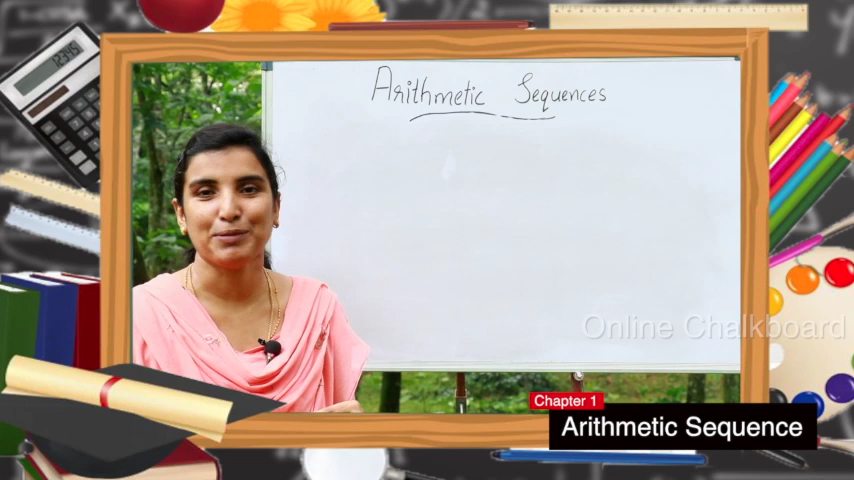 Arithmetic Sequences
Online Chalkboard
Chapter 1
Arithmetic Sequence